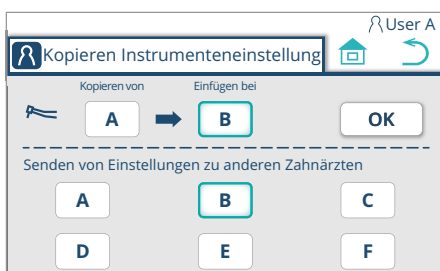 User A
Kopieren Instrumenteneinstellung
Kopieren von Einfügen bei
A B OK
Senden von Einstellungen zu anderen Zahnärzten
A B C
D E F